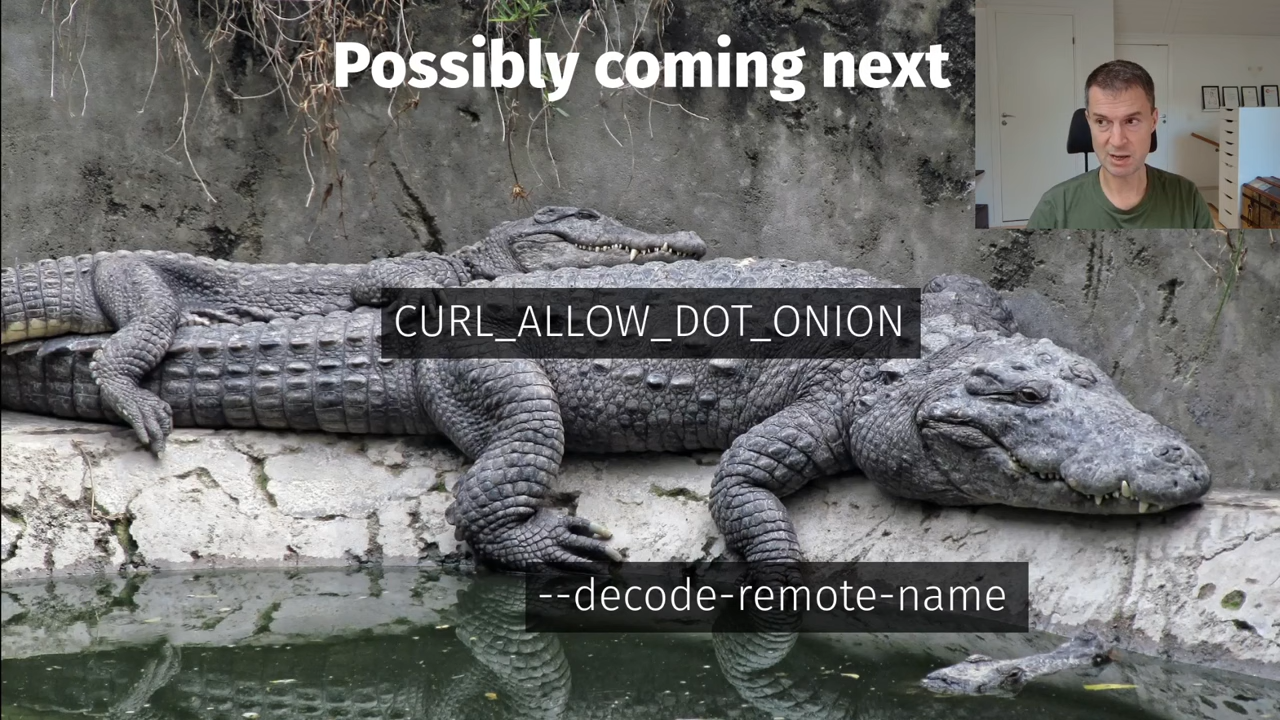 Possibly coming next
CURL_ALLOW_DOT_ONION
--decode-remote-name